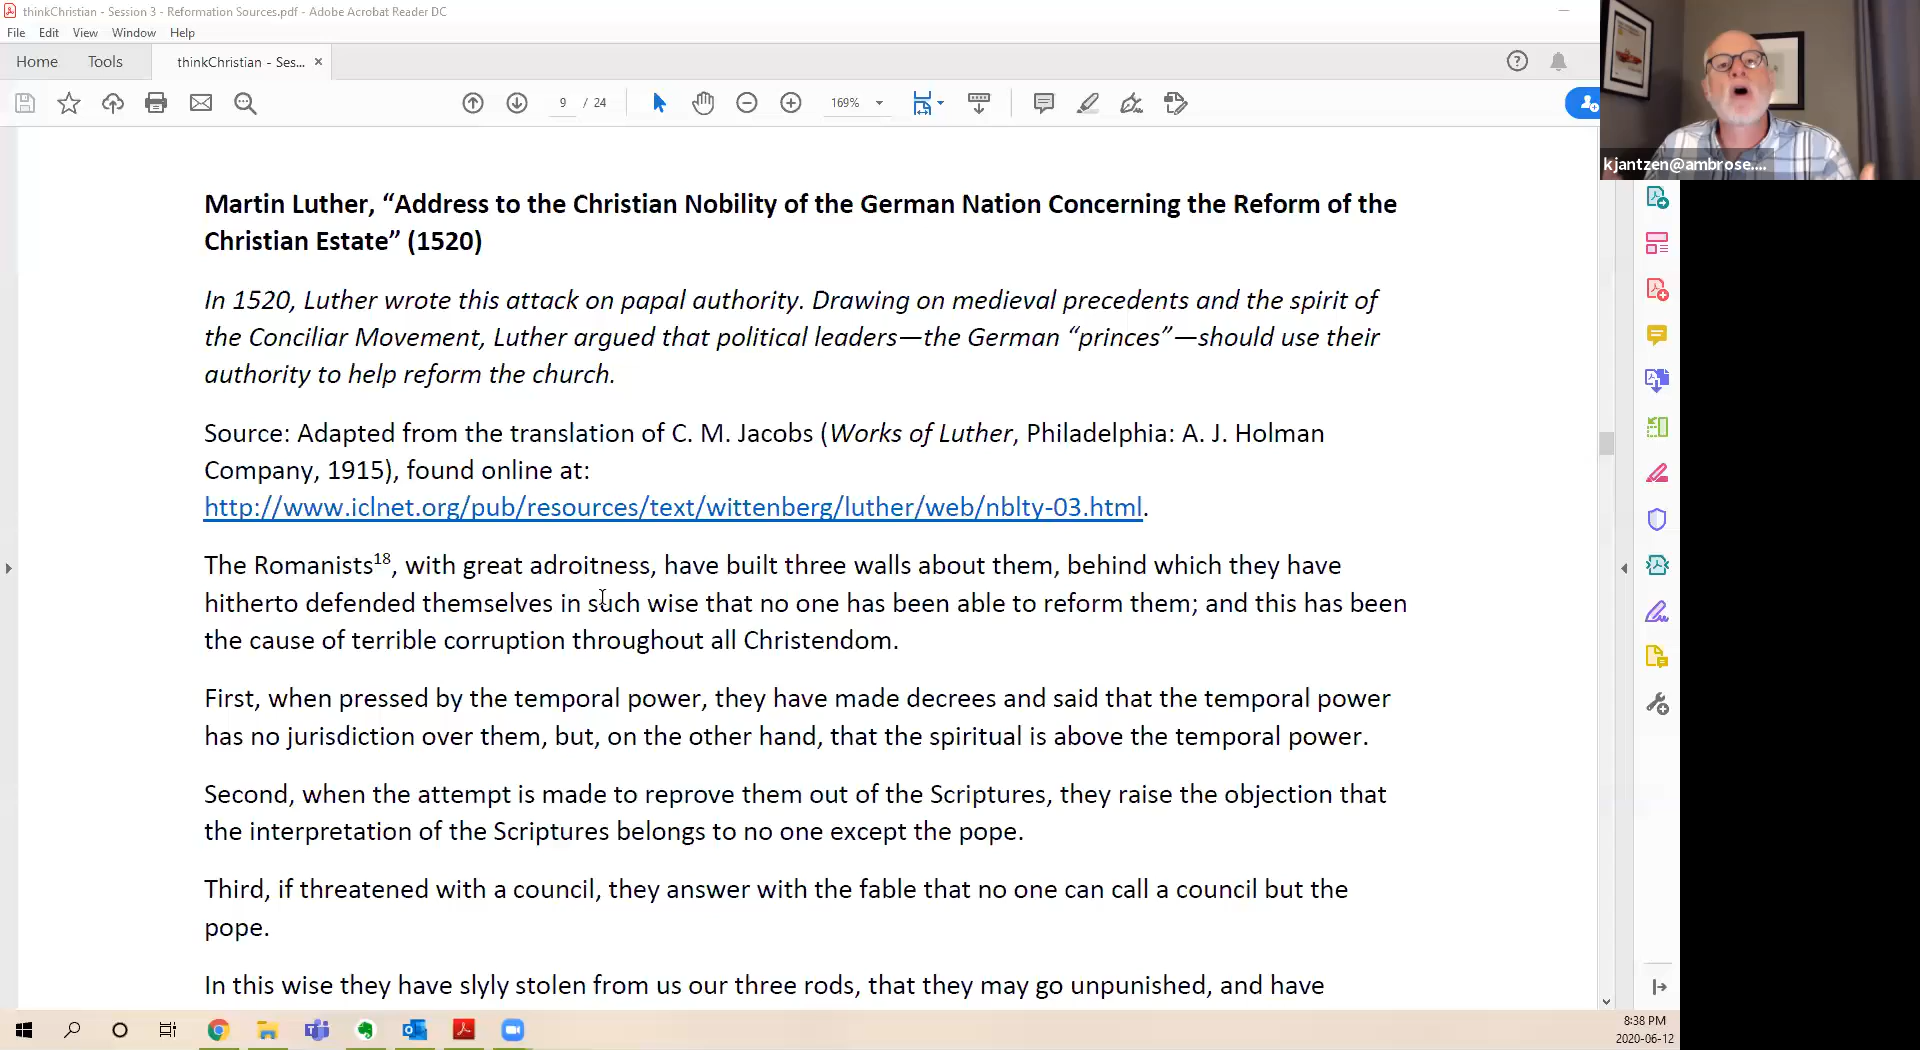 thinkChristian - Session 3 - Reformation Sources.pdf - Adobe Acrobat Reader DC
File Edit View Window Help
Home Tools thinkChristian - Ses... ×
9 / 24 169%
kjantzen@ambrose....
Martin Luther, “Address to the Christian Nobility of the German Nation Concerning the Reform of the
Christian Estate” (1520)
In 1520, Luther wrote this attack on papal authority. Drawing on medieval precedents and the spirit of
the Conciliar Movement, Luther argued that political leaders—the German “princes”—should use their
authority to help reform the church.
Source: Adapted from the translation of C. M. Jacobs (Works of Luther, Philadelphia: A. J. Holman
Company, 1915), found online at:
http://www.iclnet.org/pub/resources/text/wittenberg/luther/web/nblty-03.html.
The Romanists18, with great adroitness, have built three walls about them, behind which they have
hitherto defended themselves in such wise that no one has been able to reform them; and this has been
the cause of terrible corruption throughout all Christendom.
First, when pressed by the temporal power, they have made decrees and said that the temporal power
has no jurisdiction over them, but, on the other hand, that the spiritual is above the temporal power.
Second, when the attempt is made to reprove them out of the Scriptures, they raise the objection that
the interpretation of the Scriptures belongs to no one except the pope.
Third, if threatened with a council, they answer with the fable that no one can call a council but the
pope.
In this wise they have slyly stolen from us our three rods, that they may go unpunished, and have
8:38 PM
2020-06-12